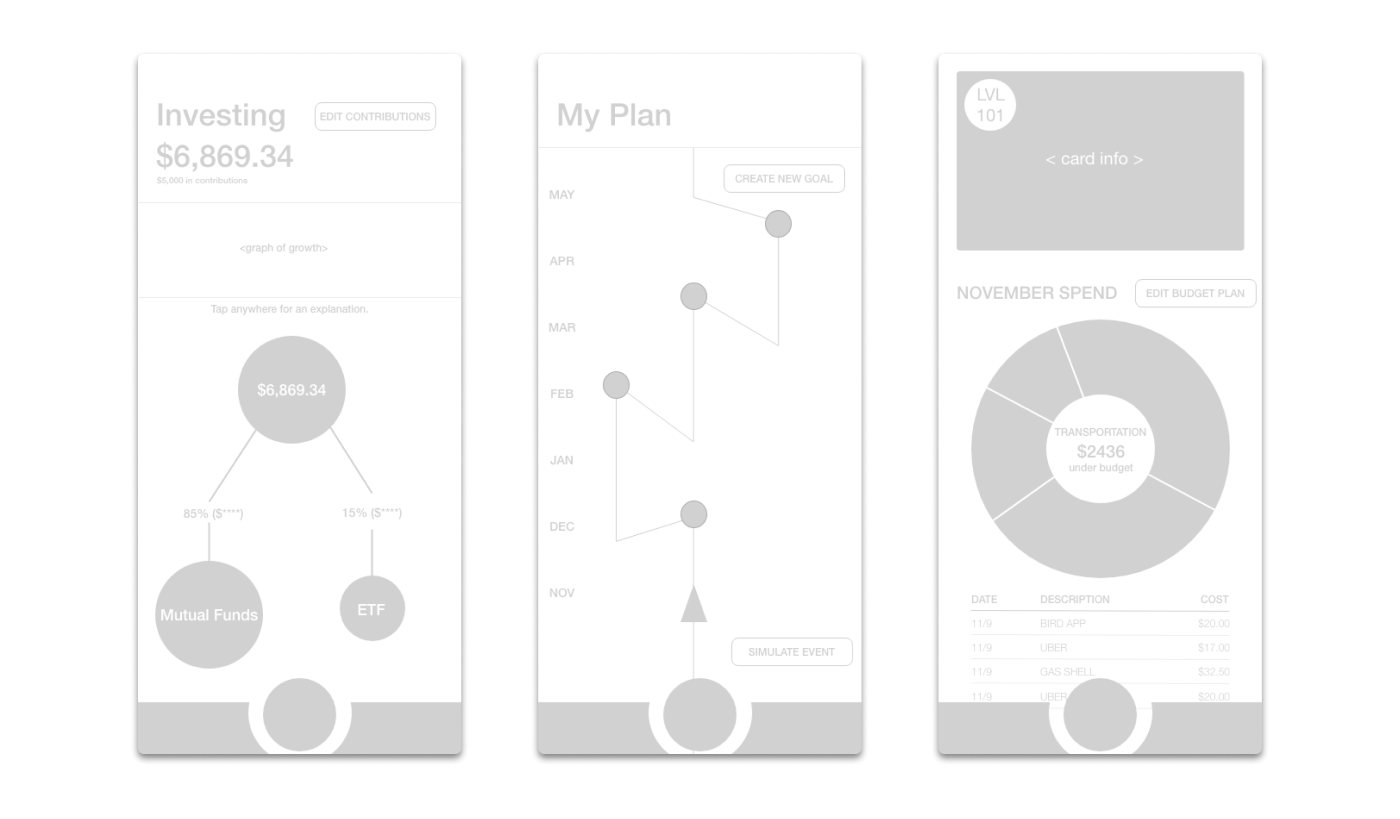 Investing
EDIT CONTRIBUTIONS
$6,869.34
$5,000 in contributions
<graph of growth>
Tap anywhere for an explanation.
$6,869.34
85% ($****)
15% ($****)
Mutual Funds
ETF
My Plan
CREATE NEW GOAL
MAY
APR
MAR
FEB
JAN
DEC
NOV
SIMULATE EVENT
LVL
101
< card info >
NOVEMBER SPEND
EDIT BUDGET PLAN
TRANSPORTATION
$2436
under budget
DATE DESCRIPTION COST
11/9 BIRD APP $20.00
11/9 UBER $17.00
11/9 GAS SHELL $32.50
11/9 UBER $20.00